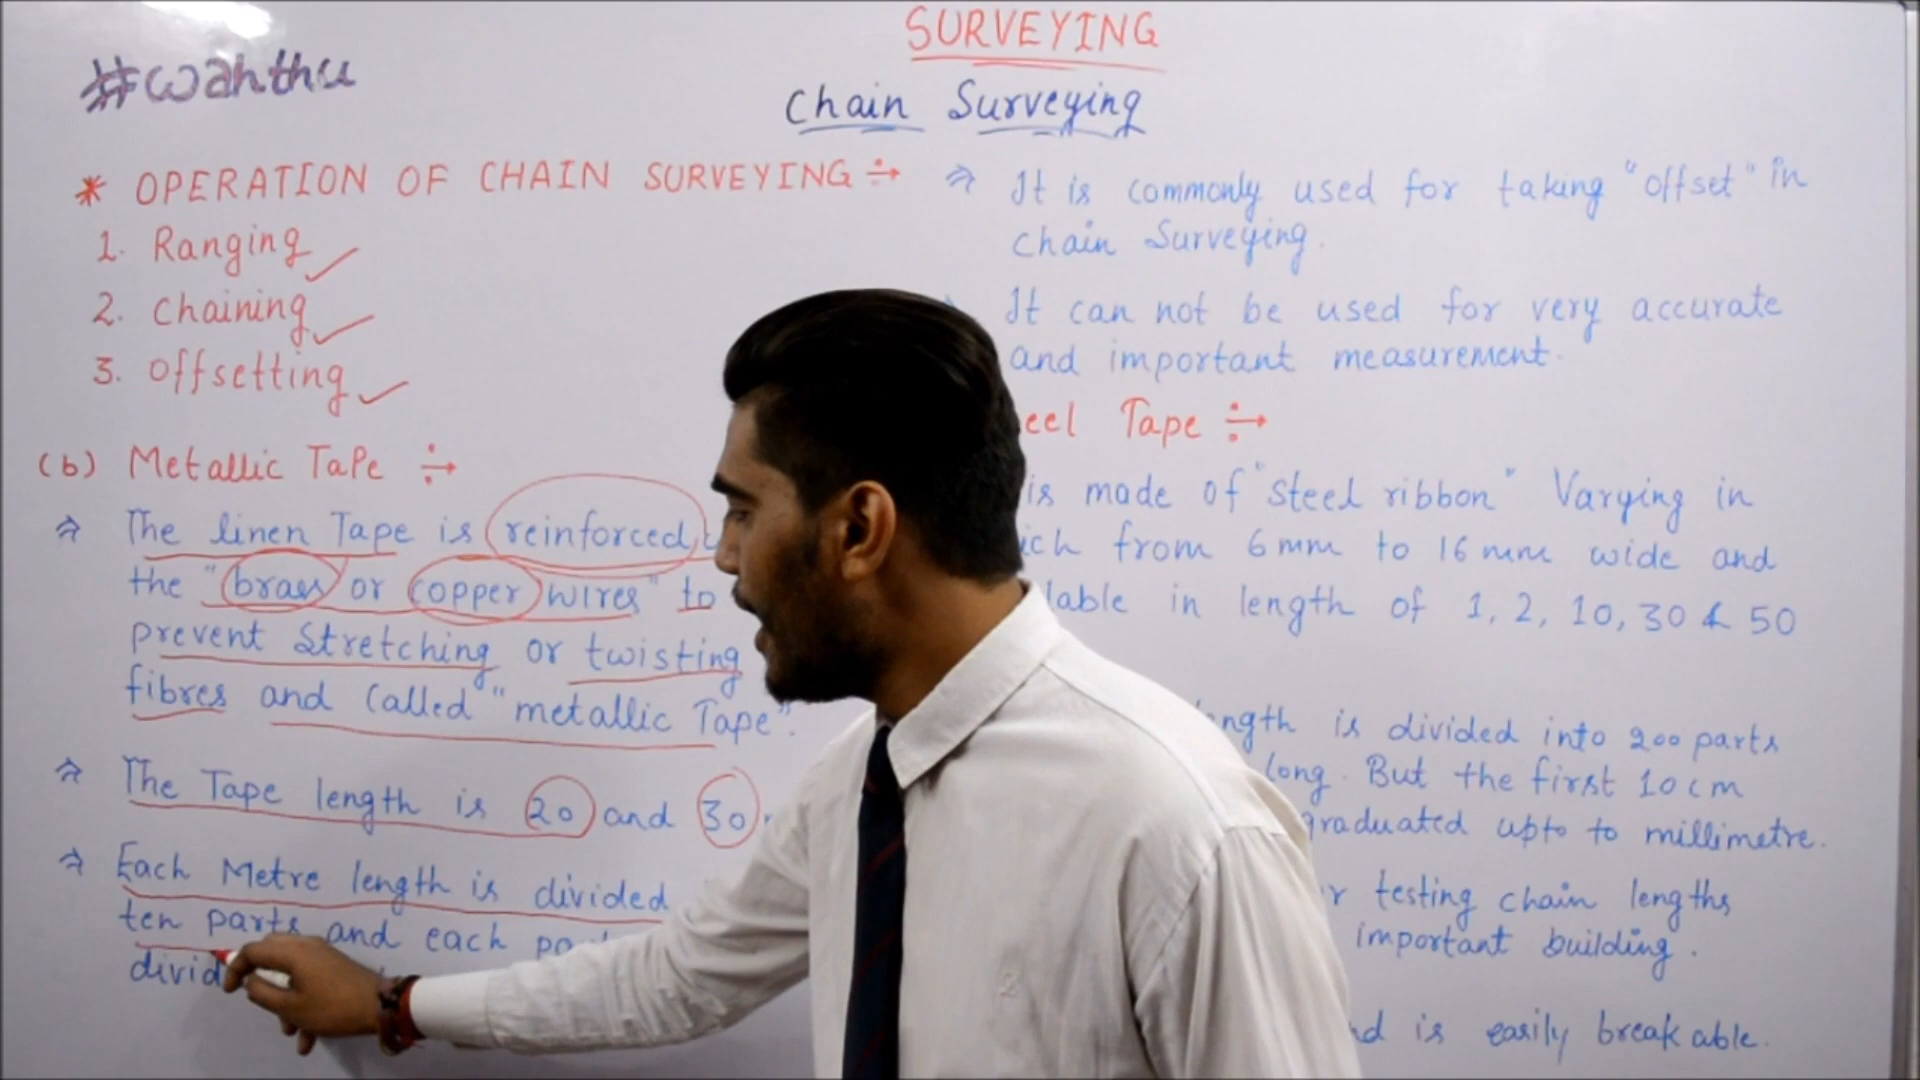 SURVEYING
Chain Surveying
#wahthu
* OPERATION OF CHAIN SURVEYING ÷→
1. Ranging ✓
2. Chaining ✓
3. Offsetting ✓
(b) Metallic Tape ÷→
⇒ The linen Tape is reinforced
the "brass or copper wires" to
prevent stretching or twisting
fibres and called "metallic Tape".
⇒ The Tape length is 20 and 30
⇒ Each Metre length is divided
ten parts and each
⇒ It is commonly used for taking "offset" in
chain Surveying.
It can not be used for very accurate
and important measurement.
eel Tape ÷→
is made of "steel ribbon" Varying in
from 6mm to 16 mm wide and
lable in length of 1, 2, 10, 30 & 50
ngth is divided into 200 parts
long. But the first 10cm
graduated upto to millimetre.
r testing chain lengths
important building.
d is easily break able.